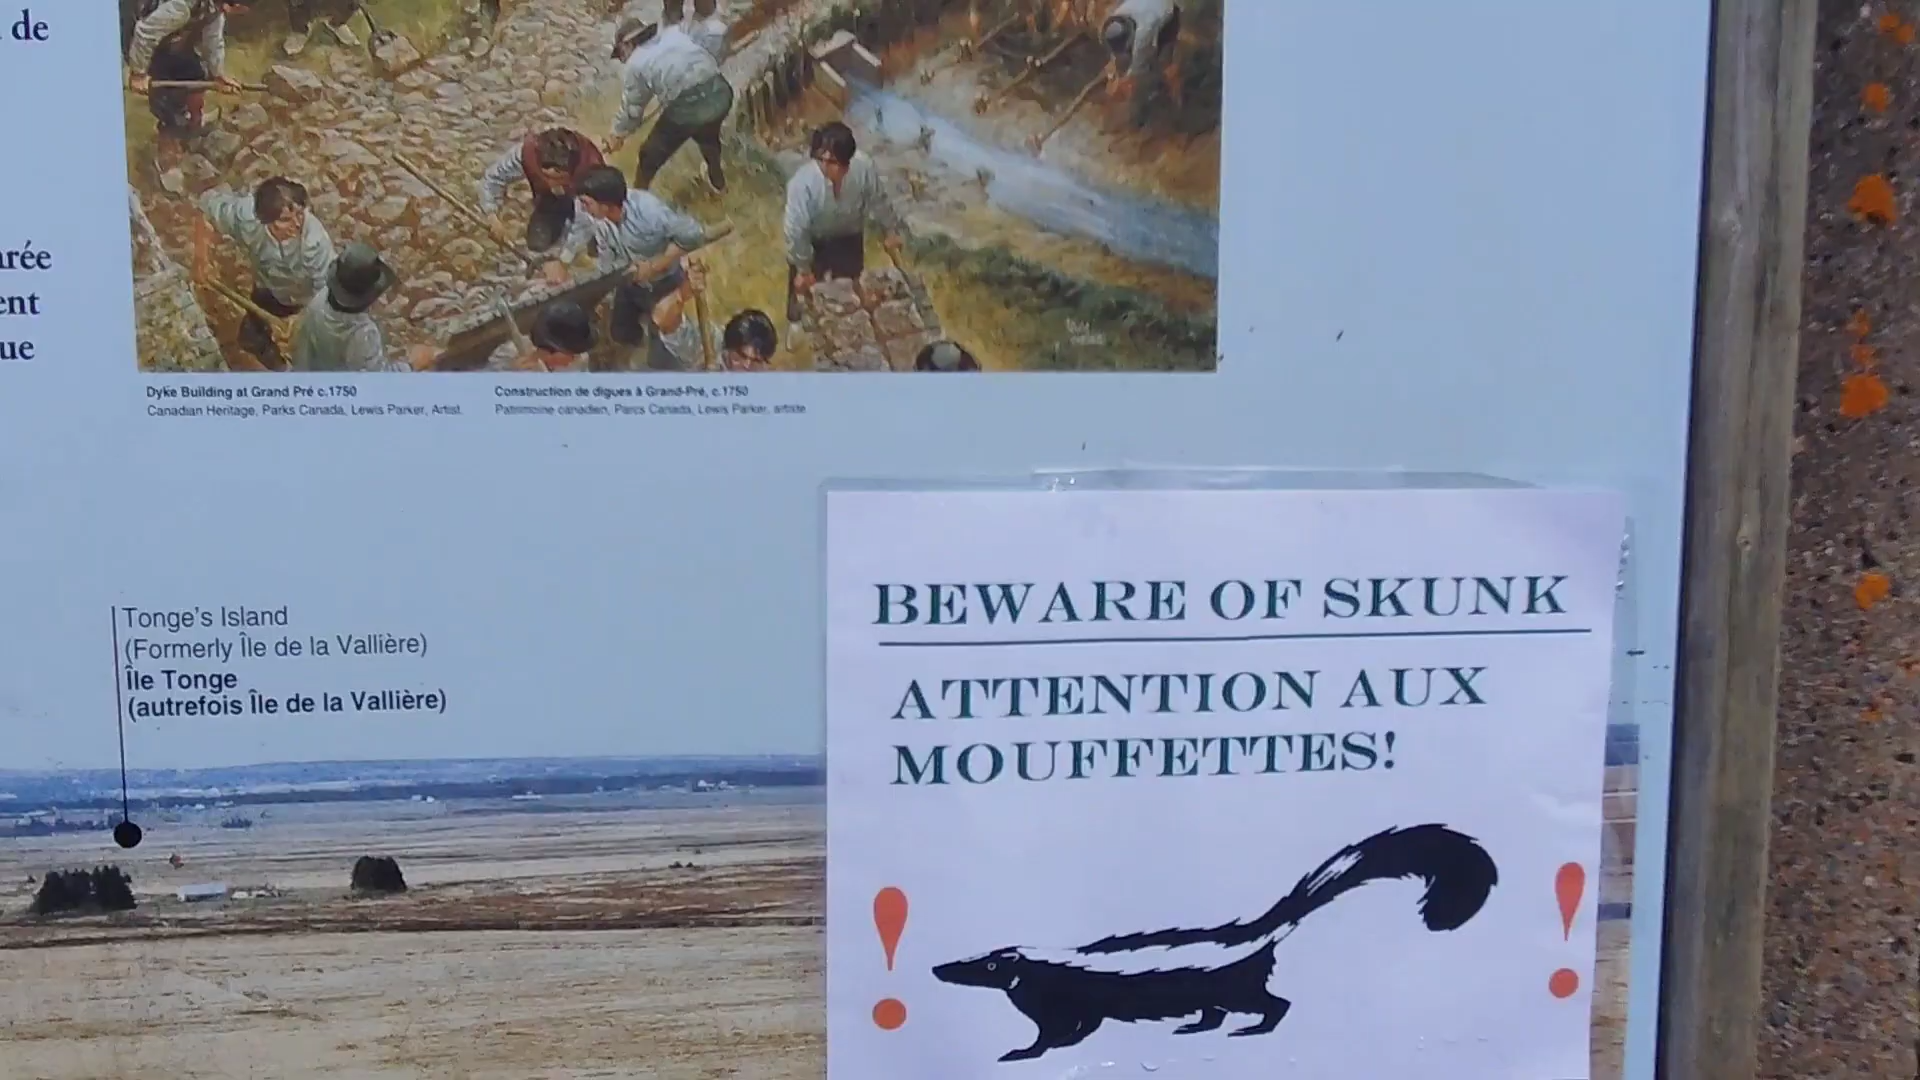 de
rée
ent
ue
Dyke Building at Grand Pré c.1750
Canadian Heritage, Parks Canada, Lewis Parker, Artist
Construction de digues à Grand-Pré, c.1750
Patrimoine canadien, Parcs Canada, Lewis Parker, artiste
Tonge's Island
(Formerly Île de la Vallière)
Île Tonge
(autrefois Île de la Vallière)
BEWARE OF SKUNK
ATTENTION AUX
MOUFFETTES!
! !